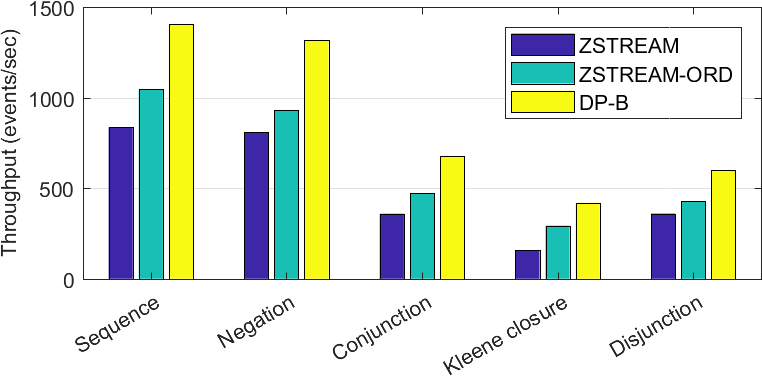 1500
1000
500
0
Throughput (events/sec)
ZSTREAM
ZSTREAM-ORD
DP-B
Sequence
Negation
Conjunction
Kleene closure
Disjunction